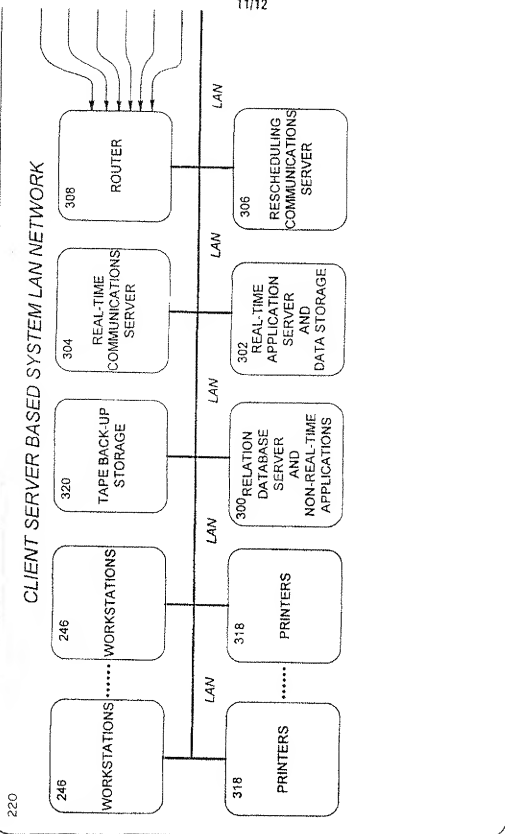 11/12
220
CLIENT SERVER BASED SYSTEM LAN NETWORK
246
WORKSTATIONS
246
WORKSTATIONS
320
TAPE BACK-UP
STORAGE
304
REAL-TIME
COMMUNICATIONS
SERVER
308
ROUTER
LAN
LAN
LAN
LAN
LAN
318
PRINTERS
318
PRINTERS
300 RELATION
DATABASE
SERVER
AND
NON-REAL-TIME
APPLICATIONS
302
REAL-TIME
APPLICATION
SERVER
AND
DATA STORAGE
306
RESCHEDULING
COMMUNICATIONS
SERVER